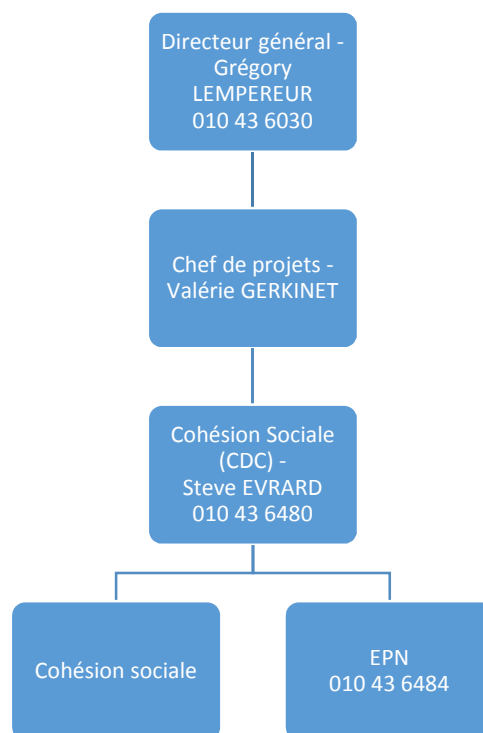 Directeur général -
Grégory
LEMPEREUR
010 43 6030
Chef de projets -
Valérie GERKINET
Cohésion Sociale
(CDC) -
Steve EVRARD
010 43 6480
Cohésion sociale
EPN
010 43 6484